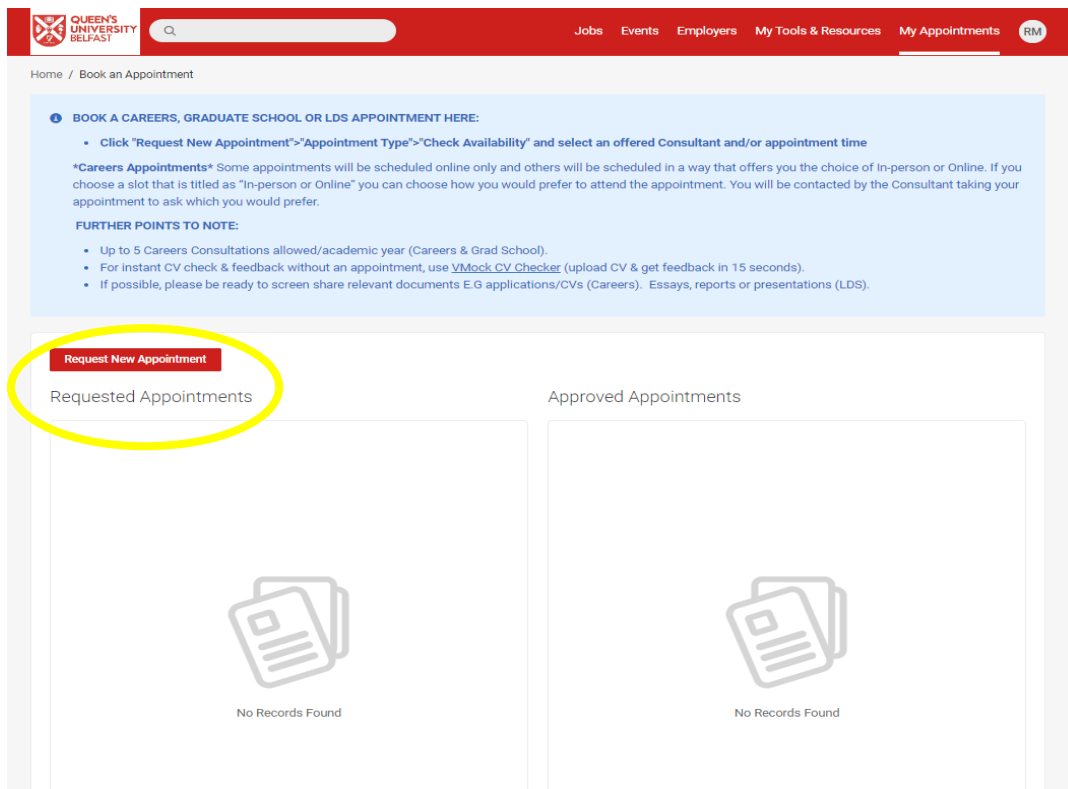 QUEEN'S
UNIVERSITY
BELFAST
Jobs Events Employers My Tools & Resources My Appointments RM
Home / Book an Appointment
BOOK A CAREERS, GRADUATE SCHOOL OR LDS APPOINTMENT HERE:
• Click "Request New Appointment">"Appointment Type">"Check Availability" and select an offered Consultant and/or appointment time
*Careers Appointments* Some appointments will be scheduled online only and others will be scheduled in a way that offers you the choice of In-person or Online. If you
choose a slot that is titled as "In-person or Online" you can choose how you would prefer to attend the appointment. You will be contacted by the Consultant taking your
appointment to ask which you would prefer.
FURTHER POINTS TO NOTE:
• Up to 5 Careers Consultations allowed/academic year (Careers & Grad School).
• For instant CV check & feedback without an appointment, use VMock CV Checker (upload CV & get feedback in 15 seconds).
• If possible, please be ready to screen share relevant documents E.G applications/CVs (Careers). Essays, reports or presentations (LDS).
Request New Appointment
Requested Appointments
Approved Appointments
No Records Found
No Records Found